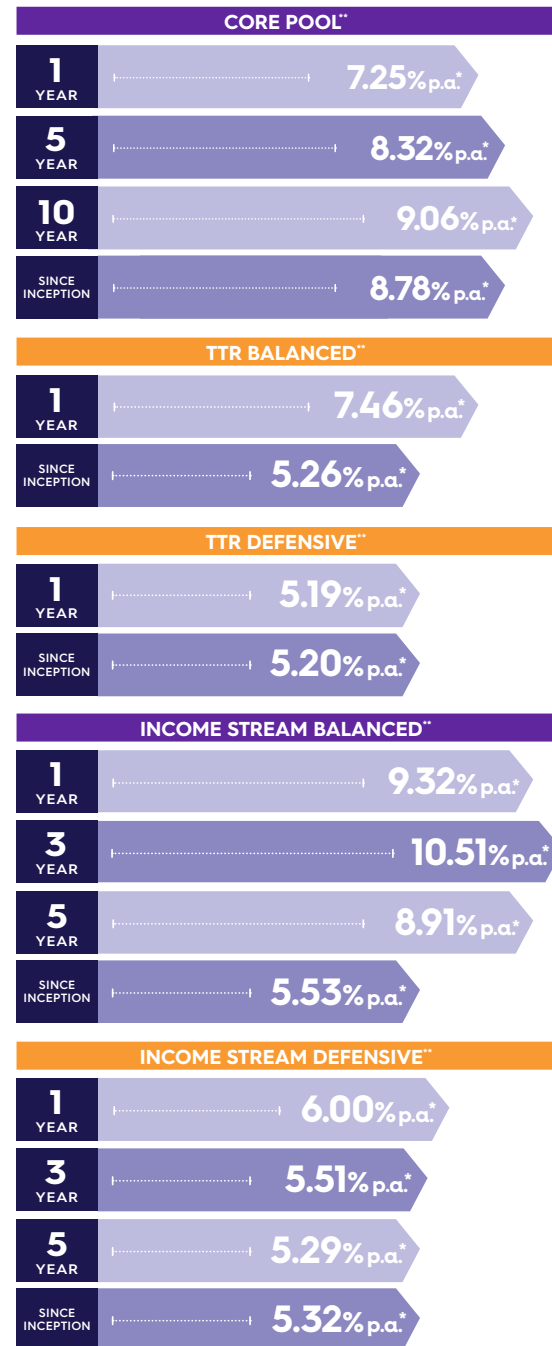 CORE POOL**
1
YEAR
7.25% p.a.*
5
YEAR
8.32% p.a.*
10
YEAR
9.06% p.a.*
SINCE
INCEPTION
8.78% p.a.*
TTR BALANCED**
1
YEAR
7.46% p.a.*
SINCE
INCEPTION
5.26% p.a.*
TTR DEFENSIVE**
1
YEAR
5.19% p.a.*
SINCE
INCEPTION
5.20% p.a.*
INCOME STREAM BALANCED**
1
YEAR
9.32% p.a.*
3
YEAR
10.51% p.a.*
5
YEAR
8.91% p.a.*
SINCE
INCEPTION
5.53% p.a.*
INCOME STREAM DEFENSIVE**
1
YEAR
6.00% p.a.*
3
YEAR
5.51% p.a.*
5
YEAR
5.29% p.a.*
SINCE
INCEPTION
5.32% p.a.*